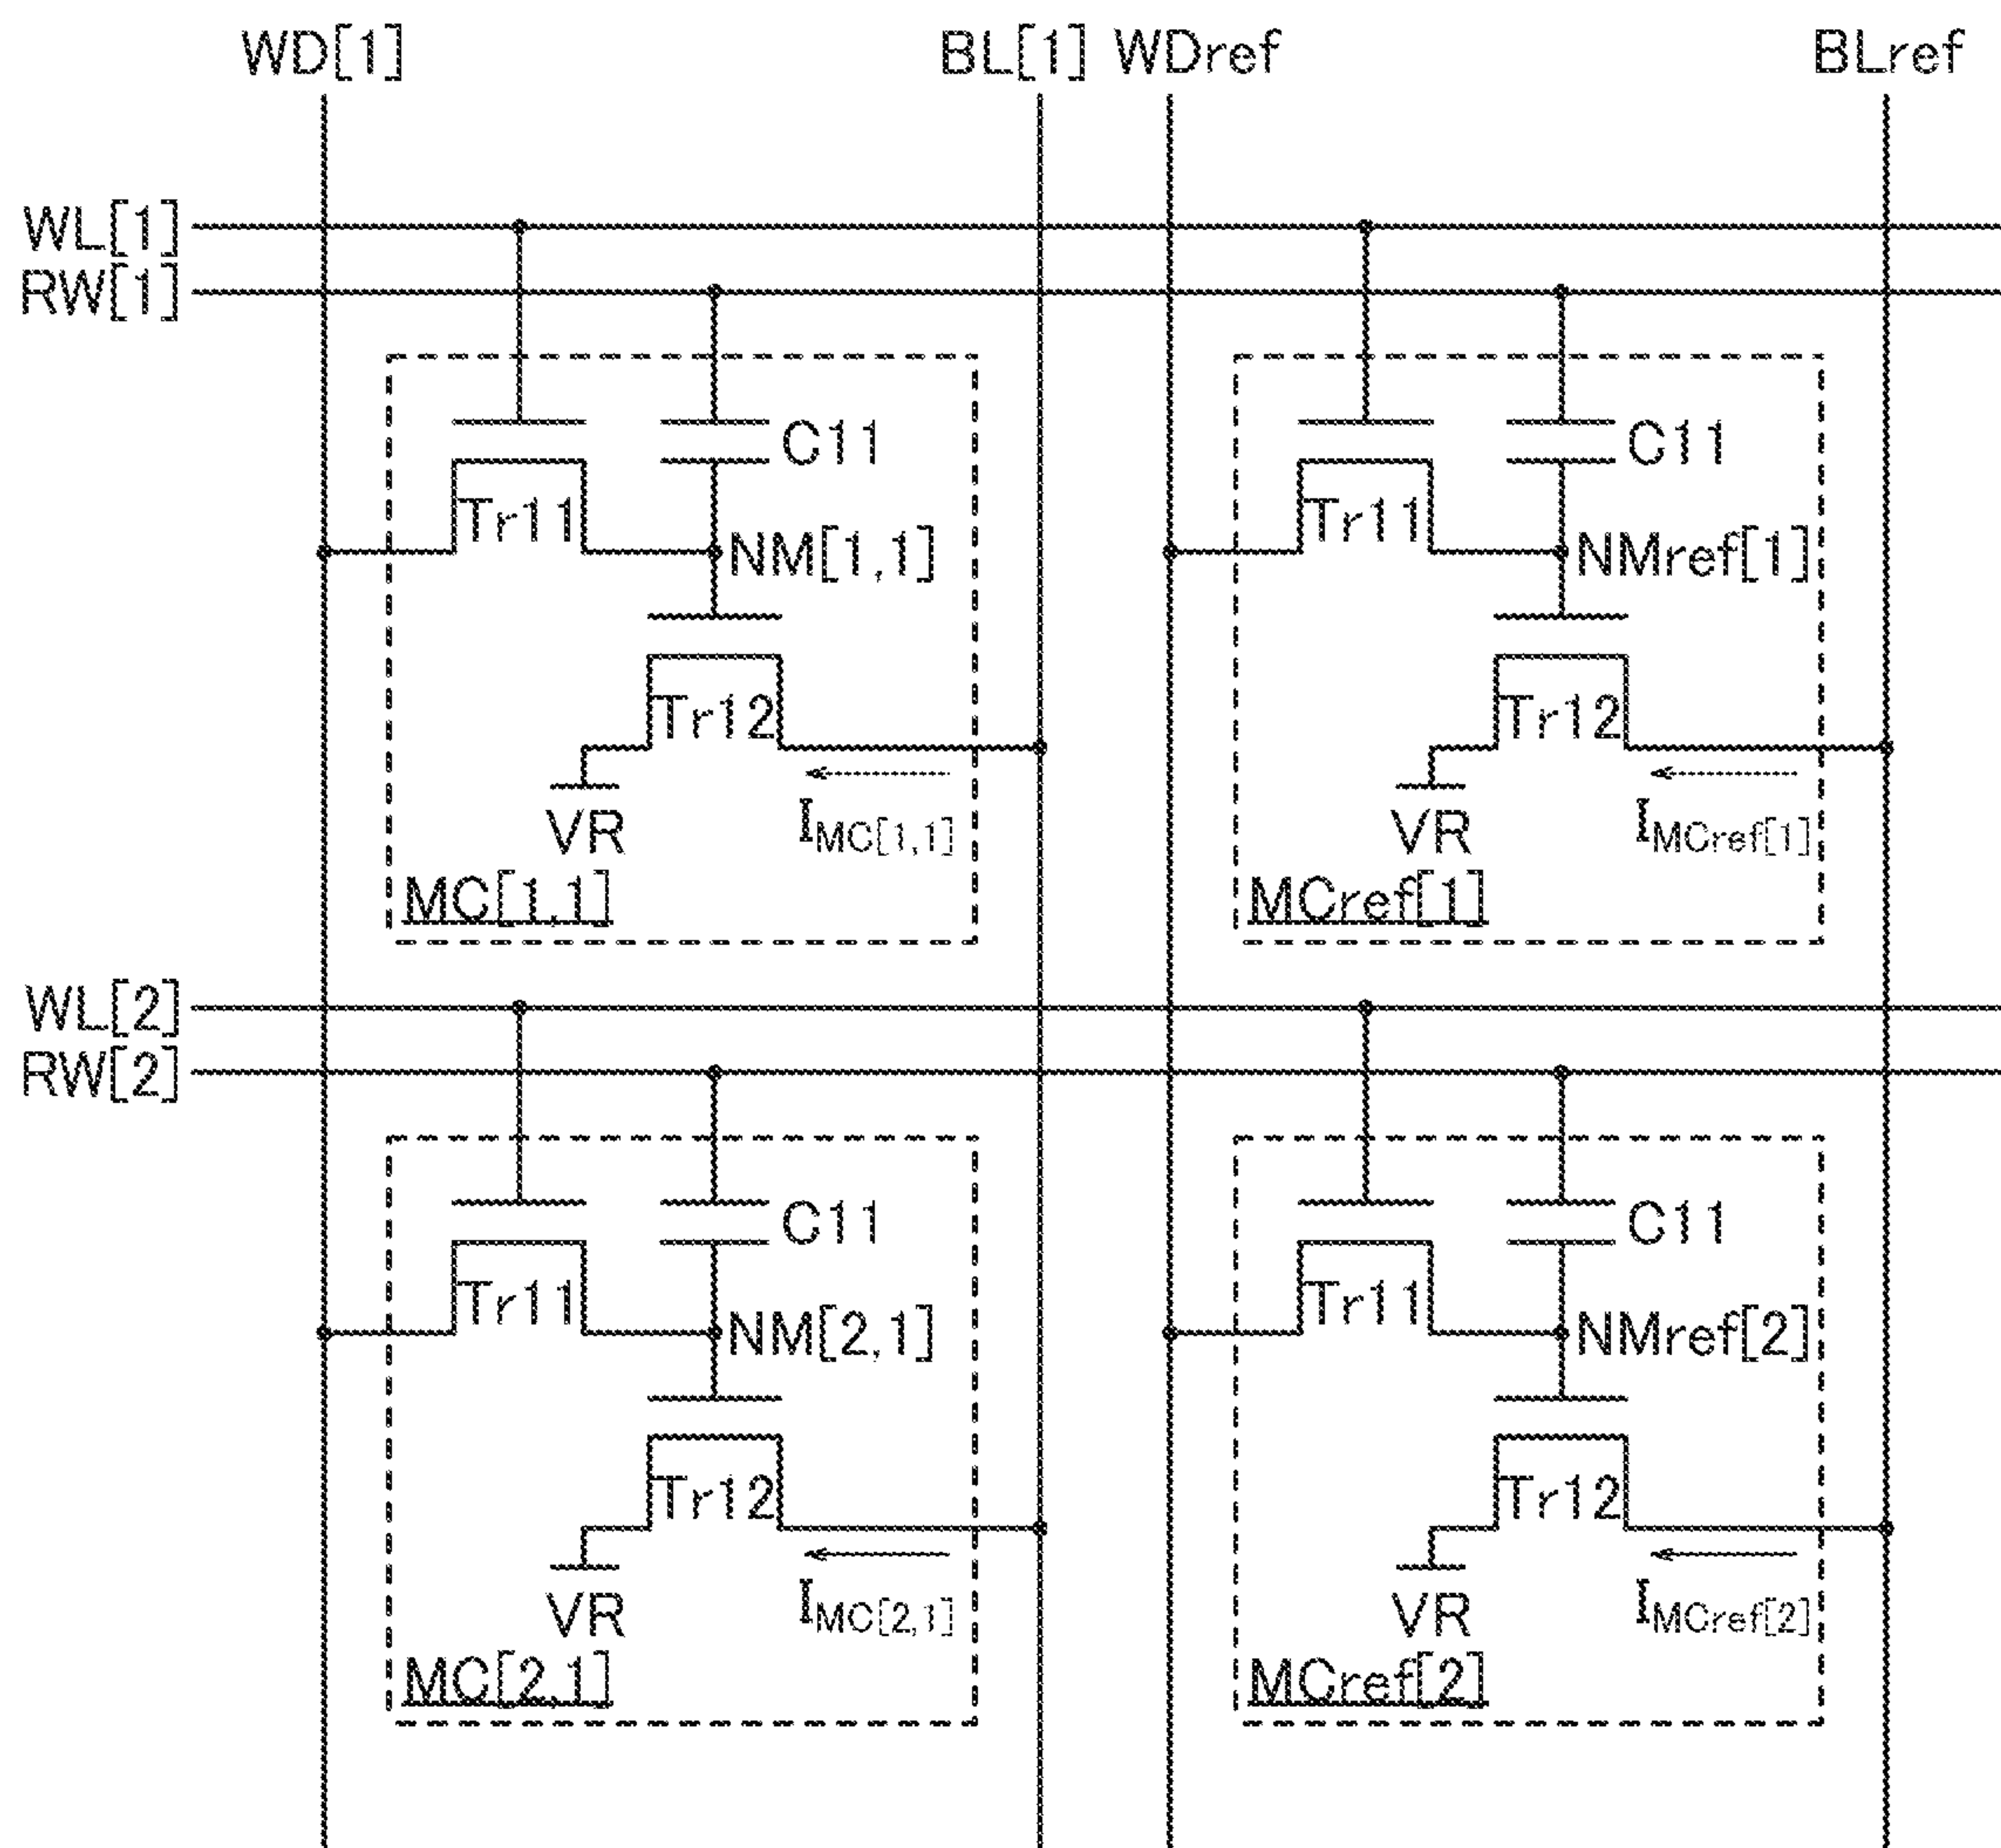 WD[1] BL[1] WDref BLref
WL[1]
RW[1]
C11 C11
Tr11 Tr11
NM[1,1] NMref[1]
Tr12 Tr12
VR IMC[1,1] VR IMCref[1]
MC[1,1] MCref[1]
WL[2]
RW[2]
C11 C11
Tr11 Tr11
NM[2,1] NMref[2]
Tr12 Tr12
VR IMC[2,1] VR IMCref[2]
MC[2,1] MCref[2]